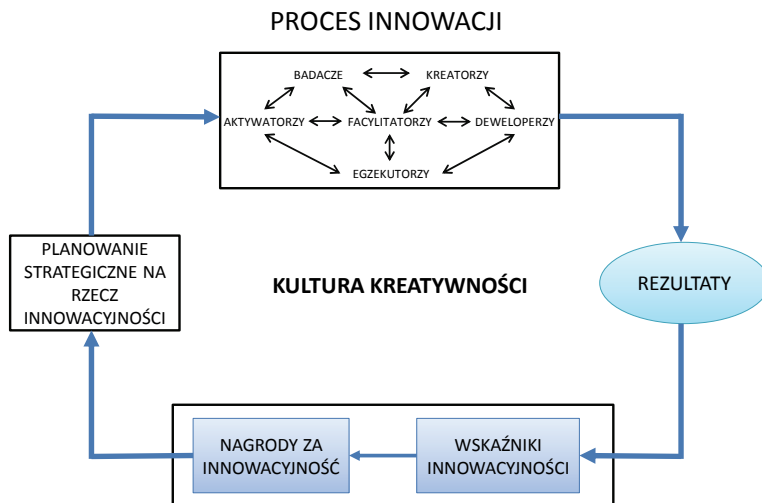 PROCES INNOWACJI
BADACZE KREATORZY
AKTYWATORZY FACYLITATORZY DEWELOPERZY
EGZEKUTORZY
PLANOWANIE
STRATEGICZNE NA
RZECZ
INNOWACYJNOŚCI
KULTURA KREATYWNOŚCI
REZULTATY
NAGRODY ZA
INNOWACYJNOŚĆ
WSKAŹNIKI
INNOWACYJNOŚCI